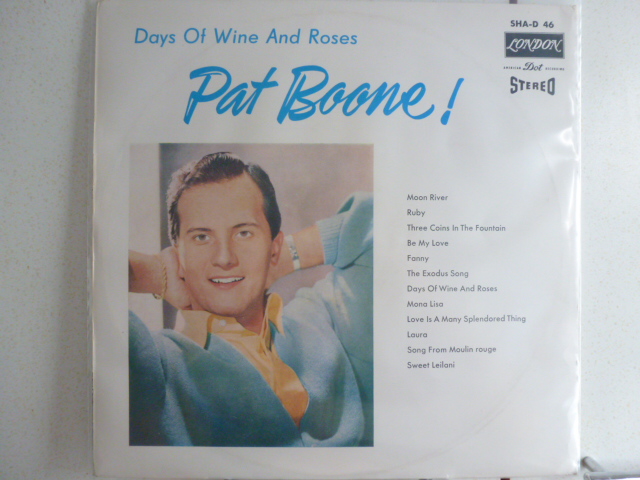 SHA-D 46
Days Of Wine And Roses
LONDON
AMERICAN Dot RECORDING
STEREO
Pat Boone!
Moon River
Ruby
Three Coins In The Fountain
Be My Love
Fanny
The Exodus Song
Days Of Wine And Roses
Mona Lisa
Love Is A Many Splendored Thing
Laura
Song From Moulin rouge
Sweet Leilani